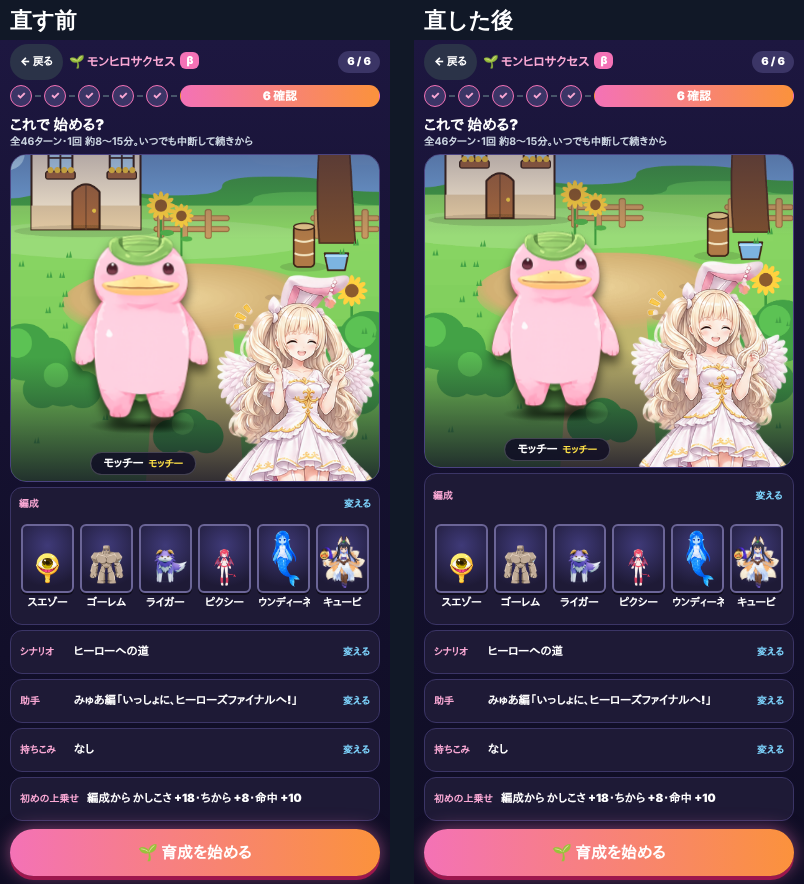 直す前
← 戻る 🌱モンヒロサクセス β 6 / 6
6 確認
これで 始める?
全46ターン・1回 約8〜15分。いつでも中断して続きから
モッチー モッチー
編成 変える
スエゾー ゴーレム ライガー ピクシー ウンディーネ キュービ
シナリオ ヒーローへの道 変える
助手 みゅあ編「いっしょに、ヒーローズファイナルへ!」 変える
持ちこみ なし 変える
初めの上乗せ 編成から かしこさ +18・ちから +8・命中 +10
🌱 育成を始める
直した後
← 戻る 🌱モンヒロサクセス β 6 / 6
6 確認
これで 始める?
全46ターン・1回 約8〜15分。いつでも中断して続きから
モッチー モッチー
編成 変える
スエゾー ゴーレム ライガー ピクシー ウンディーネ キュービ
シナリオ ヒーローへの道 変える
助手 みゅあ編「いっしょに、ヒーローズファイナルへ!」 変える
持ちこみ なし 変える
初めの上乗せ 編成から かしこさ +18・ちから +8・命中 +10
🌱 育成を始める